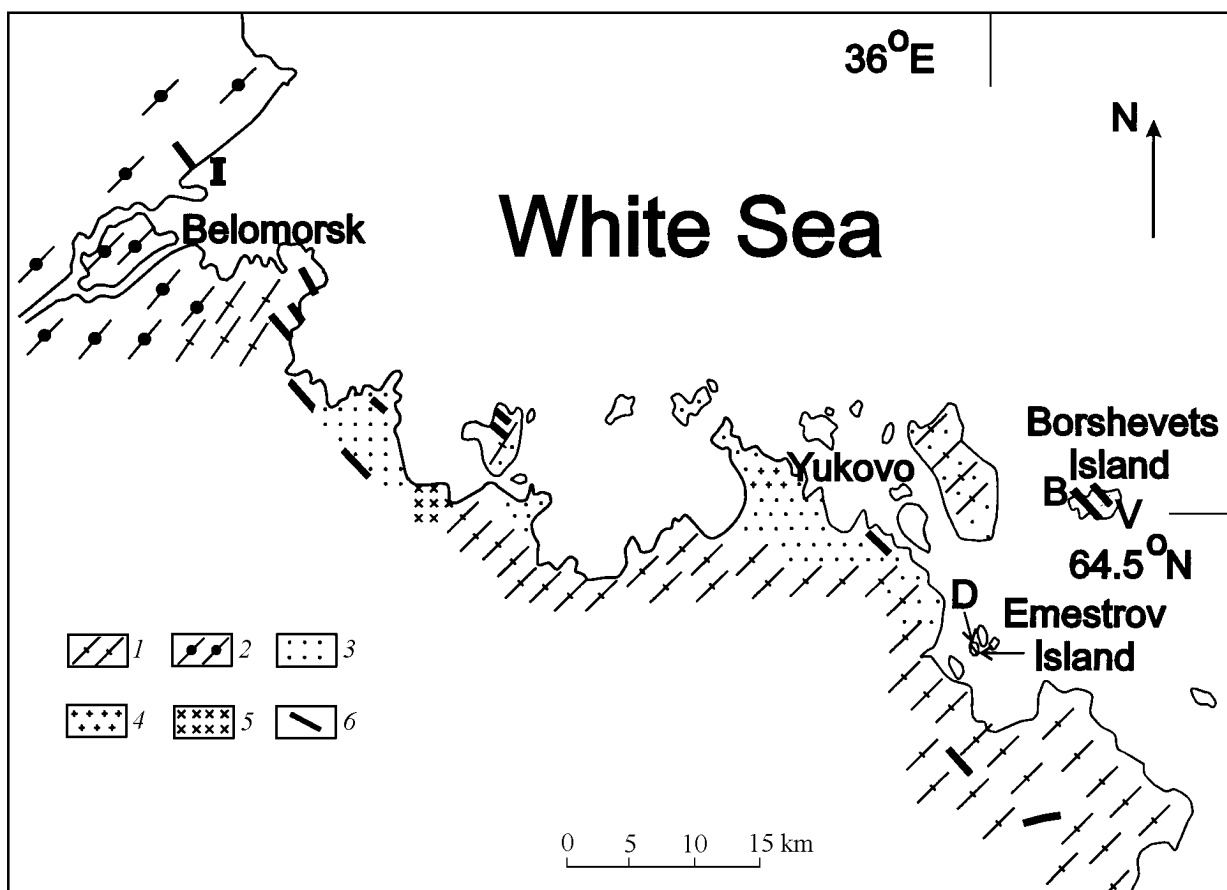 36°E
N
I
White Sea
Belomorsk
Borshevets
Yukovo
Island
B
V
64.5°N
D
Emestrov
Island
1
2
3
4
5
6
0 5 10 15 km